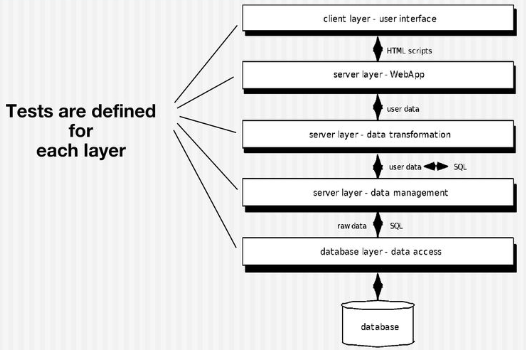 client layer - user interface
HTML scripts
server layer - WebApp
user data
Tests are defined
for
each layer
server layer - data transformation
user data SQL
server layer - data management
raw data SQL
database layer - data access
database